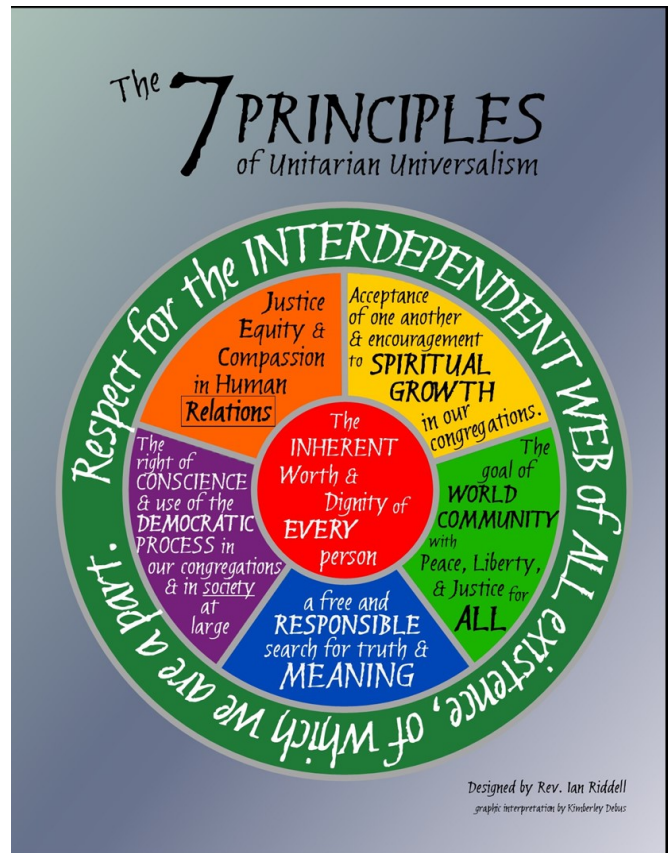 The 7 PRINCIPLES
of Unitarian Universalism
Respect for the INTERDEPENDENT WEB of ALL existence, of which we are a part.
Justice
Equity &
Compassion
in Human
Relations
Acceptance
of one another
& encouragement
to SPIRITUAL
GROWTH
in our
congregations.
The
INHERENT
Worth &
Dignity of
EVERY
person
The
right of
CONSCIENCE
& use of the
DEMOCRATIC
PROCESS in
our congregations
& in society
at
large
The
goal of
WORLD
COMMUNITY
with
Peace, Liberty,
& Justice for
ALL
a free and
RESPONSIBLE
search for truth &
MEANING
Designed by Rev. Ian Riddell
graphic interpretation by Kimberley Debus